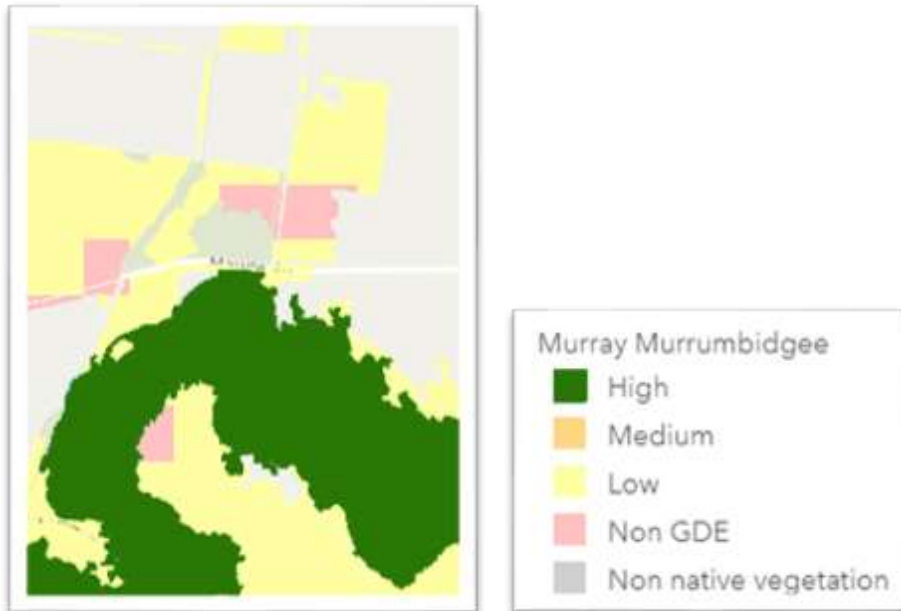 Murray Murrumbidgee
High
Medium
Low
Non GDE
Non native vegetation